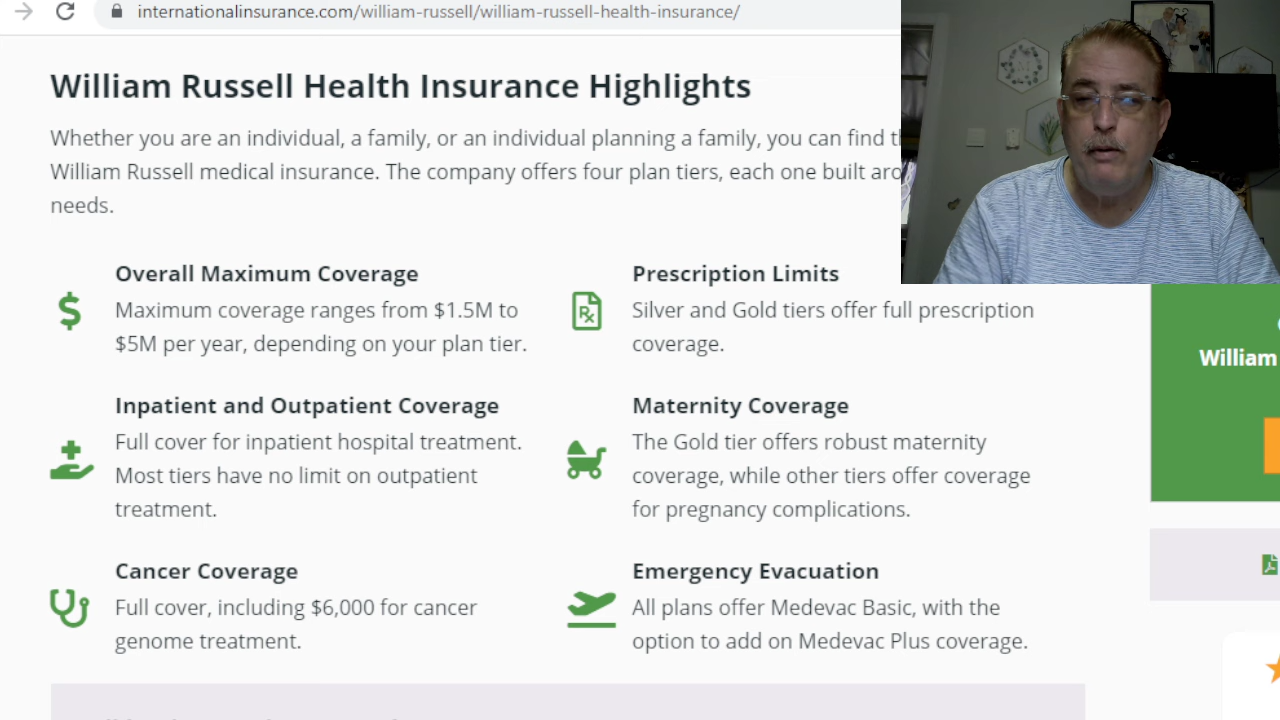 internationalinsurance.com/william-russell/william-russell-health-insurance/
William Russell Health Insurance Highlights
Whether you are an individual, a family, or an individual planning a family, you can find
William Russell medical insurance. The company offers four plan tiers, each one built
needs.
Overall Maximum Coverage
Maximum coverage ranges from $1.5M to
$5M per year, depending on your plan tier.
Prescription Limits
Silver and Gold tiers offer full prescription
coverage.
William
Inpatient and Outpatient Coverage
Full cover for inpatient hospital treatment.
Most tiers have no limit on outpatient
treatment.
Maternity Coverage
The Gold tier offers robust maternity
coverage, while other tiers offer coverage
for pregnancy complications.
Cancer Coverage
Full cover, including $6,000 for cancer
genome treatment.
Emergency Evacuation
All plans offer Medevac Basic, with the
option to add on Medevac Plus coverage.